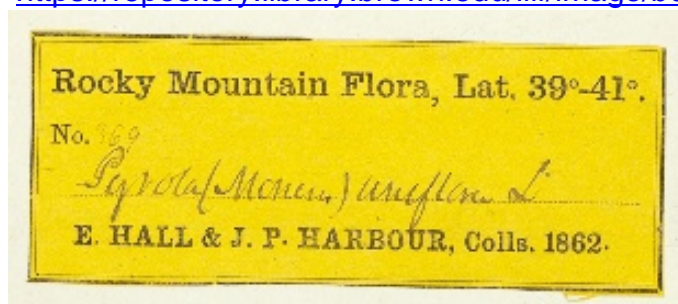 Rocky Mountain Flora, Lat. 39°-41°.
No. 369
Pyrola (Moneses) uniflora L
E. HALL & J. P. HARBOUR, Colls. 1862.